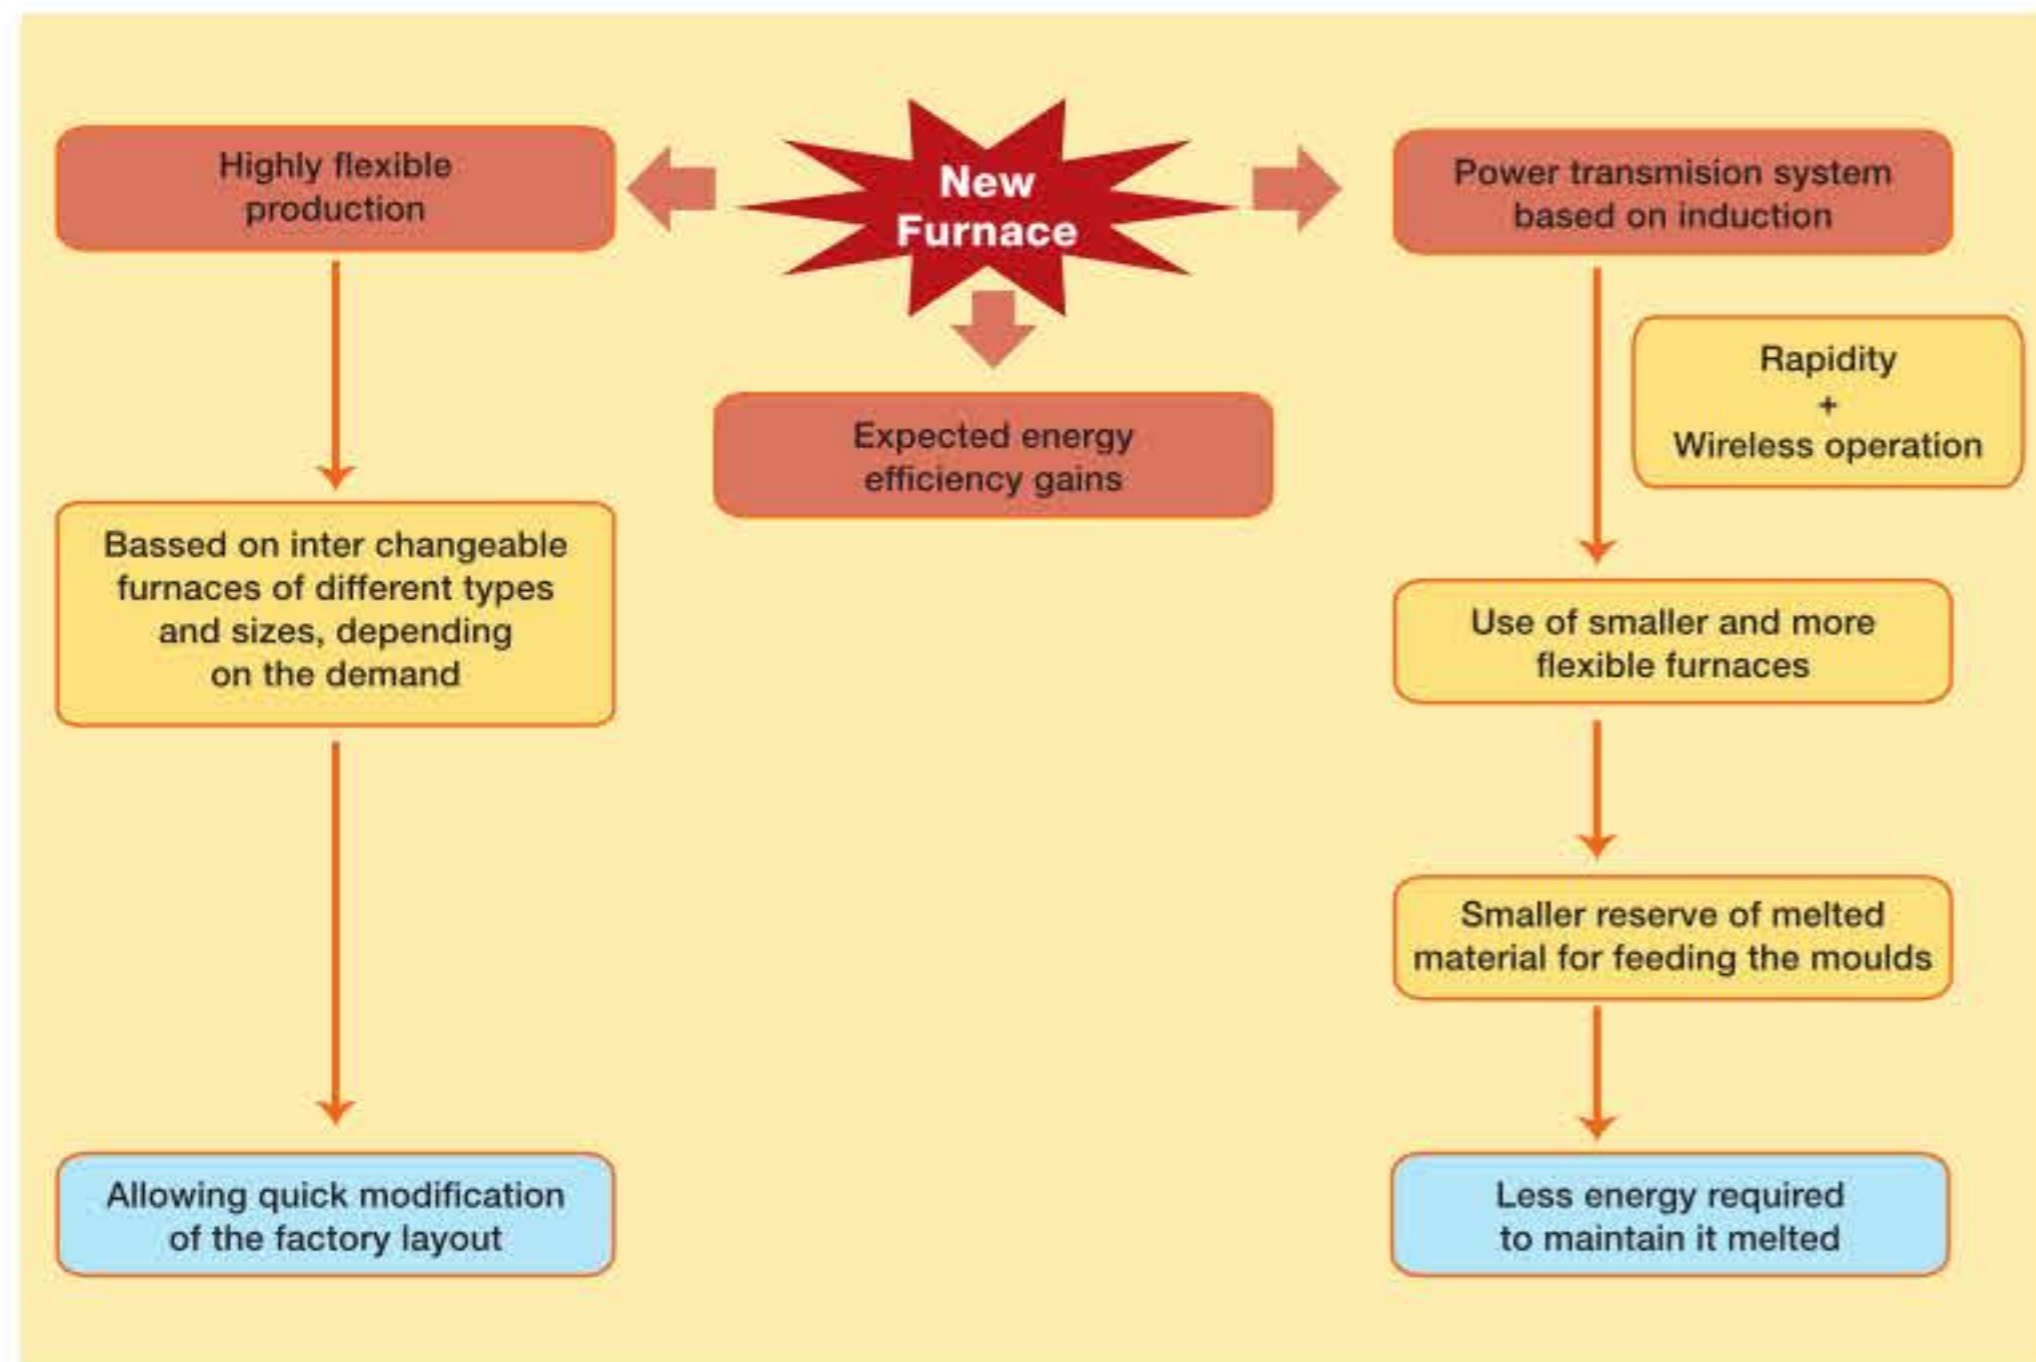 New
Furnace
Highly flexible
production
Bassed on inter changeable
furnaces of different types
and sizes, depending
on the demand
Allowing quick modification
of the factory layout
Expected energy
efficiency gains
Power transmision system
based on induction
Rapidity
+
Wireless operation
Use of smaller and more
flexible furnaces
Smaller reserve of melted
material for feeding the moulds
Less energy required
to maintain it melted